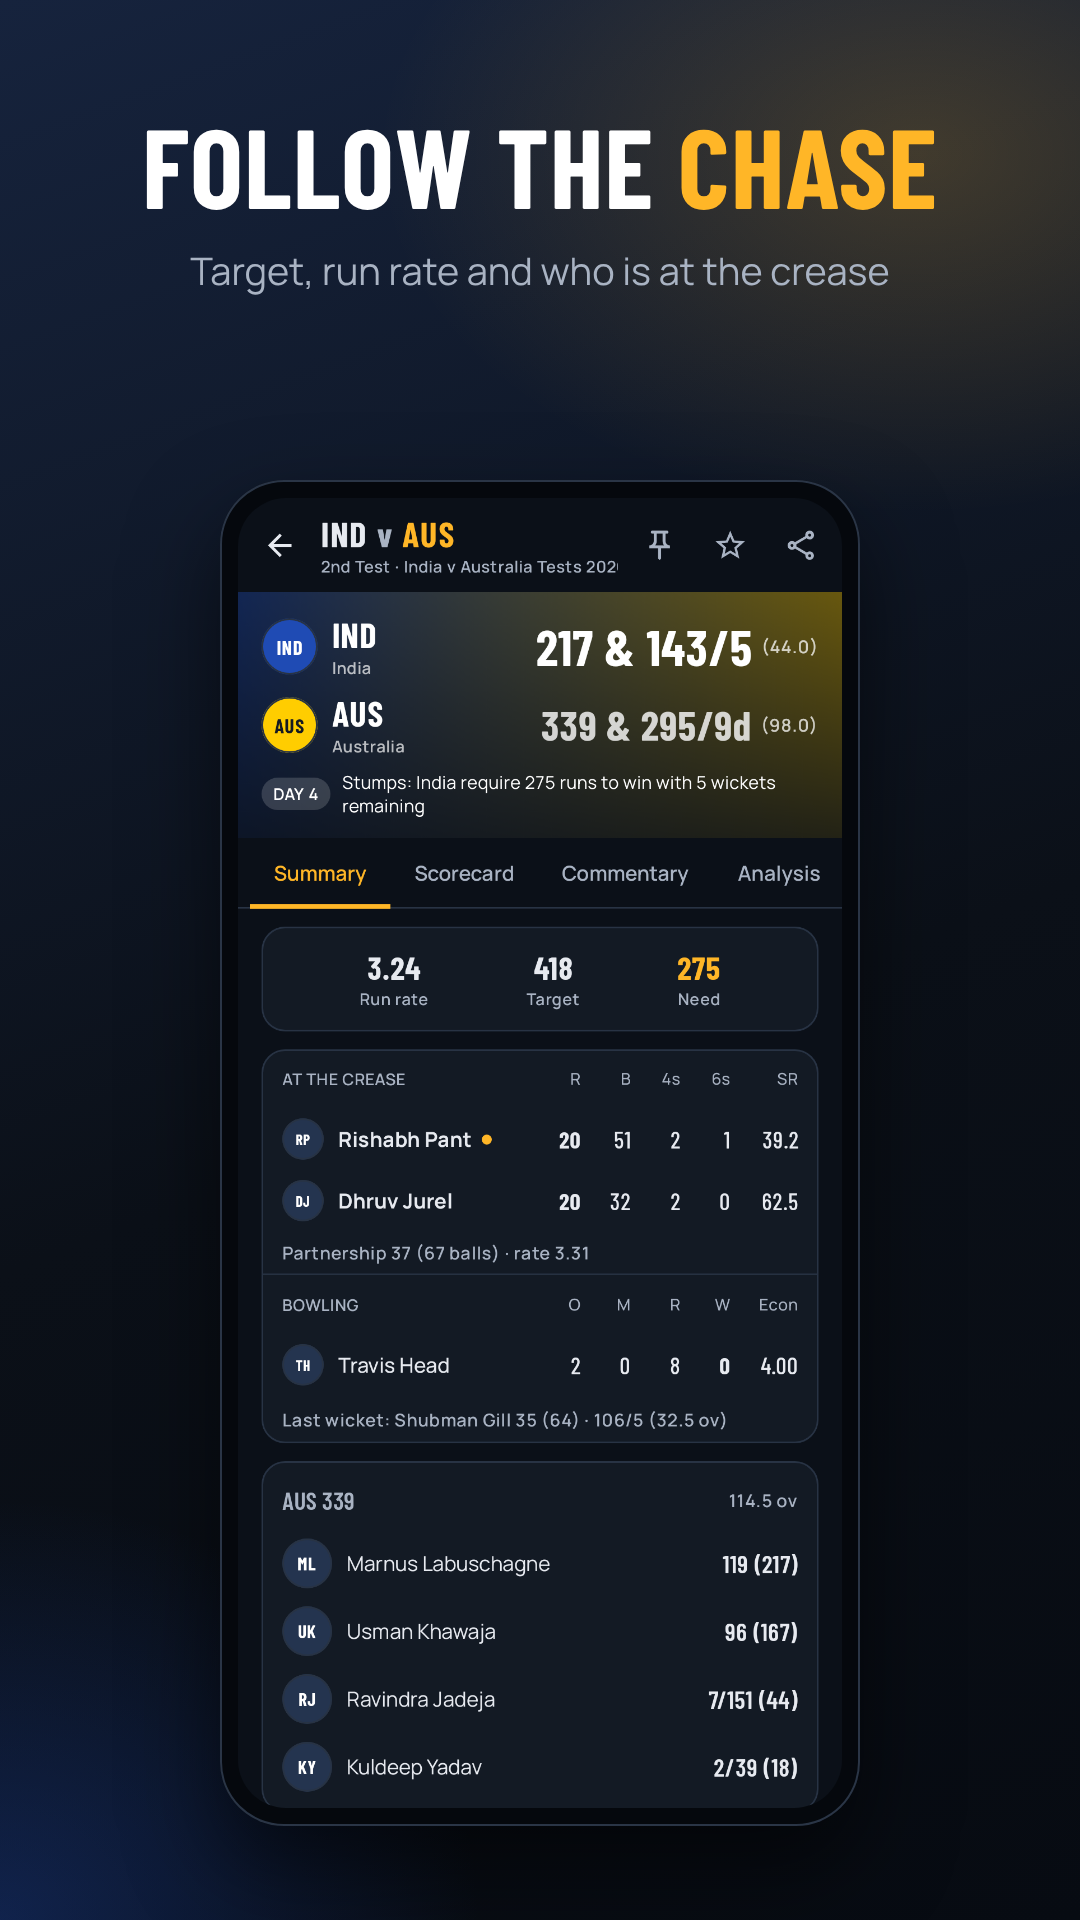 FOLLOW THE CHASE
Target, run rate and who is at the crease
IND v AUS
2nd Test · India v Australia Tests 202
IND IND 217 & 143/5 (44.0)
India
AUS AUS 339 & 295/9d (98.0)
Australia
DAY 4 Stumps: India require 275 runs to win with 5 wickets
remaining
Summary Scorecard Commentary Analysis
3.24 418 275
Run rate Target Need
AT THE CREASE R B 4s 6s SR
RP Rishabh Pant 20 51 2 1 39.2
DJ Dhruv Jurel 20 32 2 0 62.5
Partnership 37 (67 balls) · rate 3.31
BOWLING O M R W Econ
TH Travis Head 2 0 8 0 4.00
Last wicket: Shubman Gill 35 (64) · 106/5 (32.5 ov)
AUS 339 114.5 ov
ML Marnus Labuschagne 119 (217)
UK Usman Khawaja 96 (167)
RJ Ravindra Jadeja 7/151 (44)
KY Kuldeep Yadav 2/39 (18)